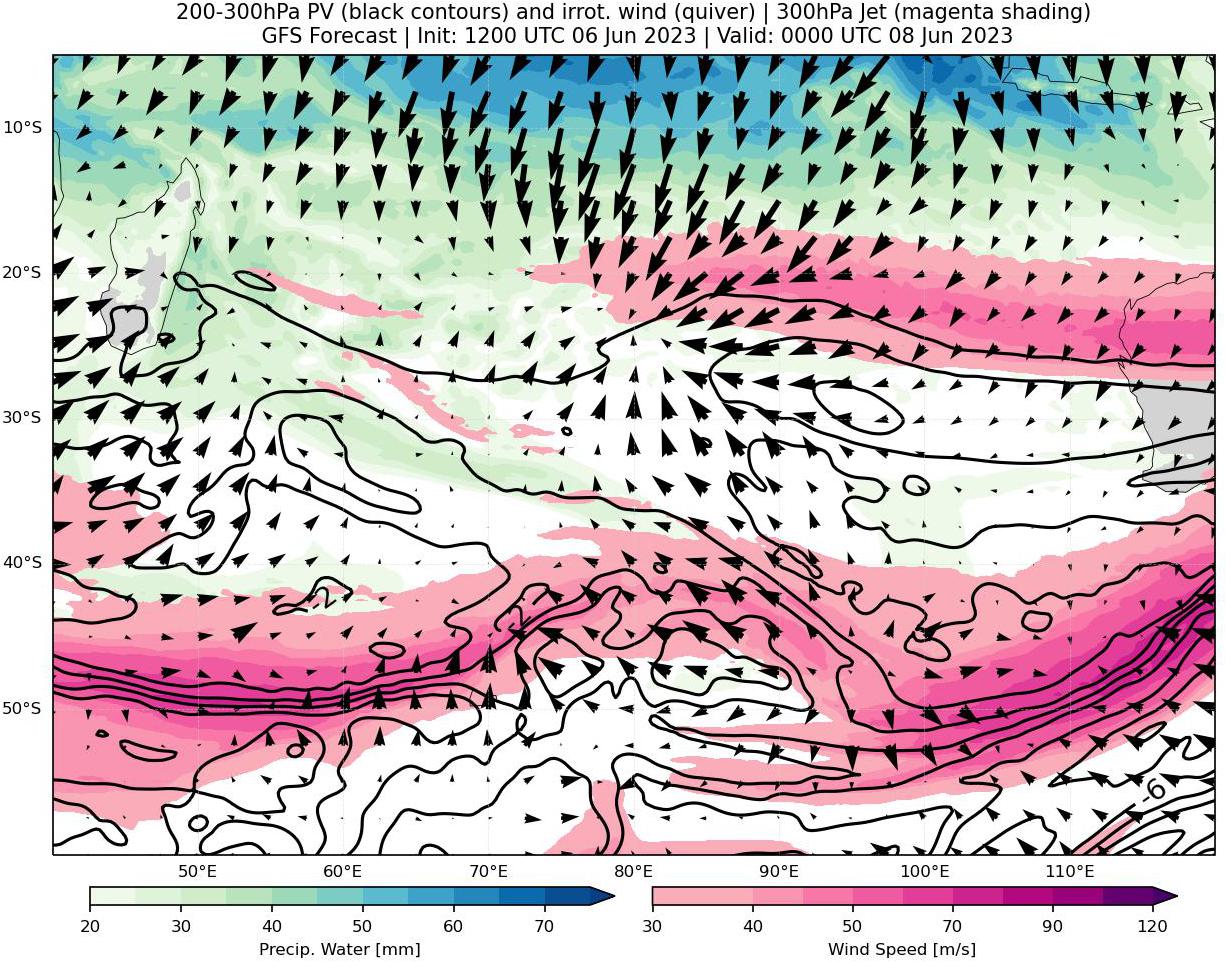 200-300hPa PV (black contours) and irrot. wind (quiver) | 300hPa Jet (magenta shading)
GFS Forecast | Init: 1200 UTC 06 Jun 2023 | Valid: 0000 UTC 08 Jun 2023
10°S
20°S
30°S
40°S
50°S
-6
50°E 60°E 70°E 80°E 90°E 100°E 110°E
20 30 40 50 60 70
30 40 50 70 90 120
Precip. Water [mm]
Wind Speed [m/s]